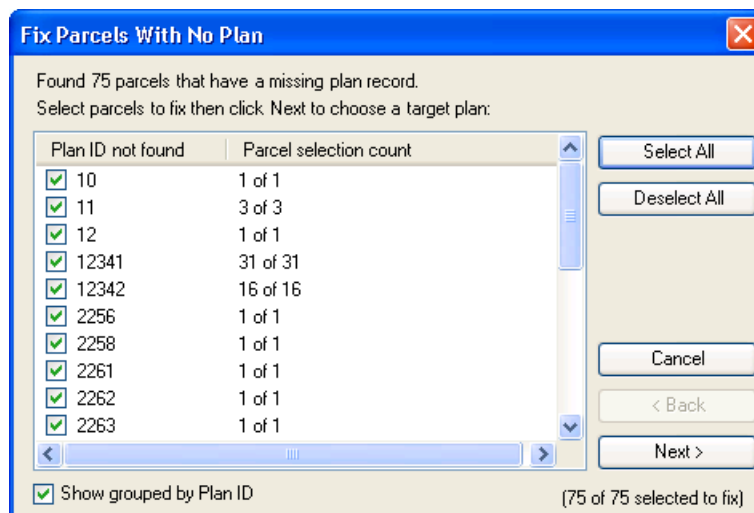 Fix Parcels With No Plan
Found 75 parcels that have a missing plan record.
Select parcels to fix then click Next to choose a target plan:
Plan ID not found Parcel selection count
10 1 of 1
11 3 of 3
12 1 of 1
12341 31 of 31
12342 16 of 16
2256 1 of 1
2258 1 of 1
2261 1 of 1
2262 1 of 1
2263 1 of 1
Select All
Deselect All
Cancel
< Back
Next >
Show grouped by Plan ID
(75 of 75 selected to fix)